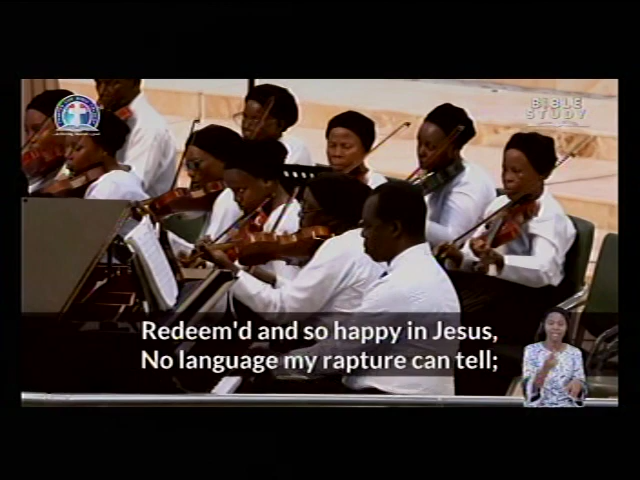 BIBLE
STUDY
Redeem'd and so happy in Jesus,
No language my rapture can tell;